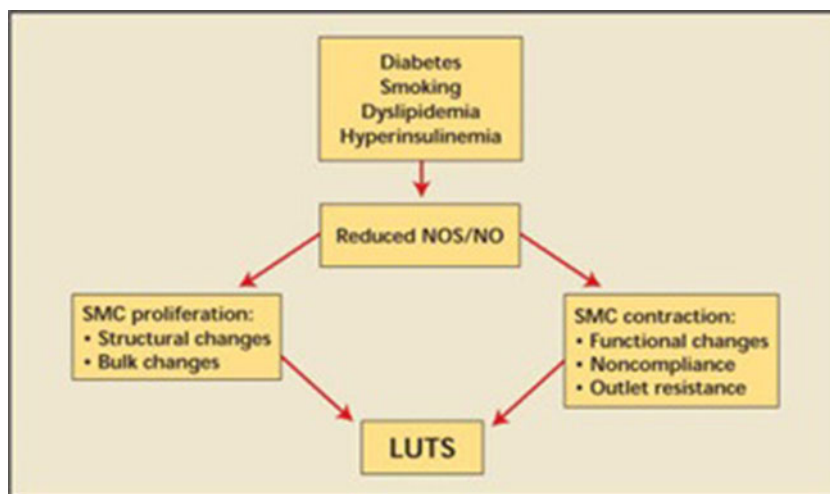 Diabetes
Smoking
Dyslipidemia
Hyperinsulinemia
Reduced NOS/NO
SMC proliferation:
• Structural changes
• Bulk changes
SMC contraction:
• Functional changes
• Noncompliance
• Outlet resistance
LUTS